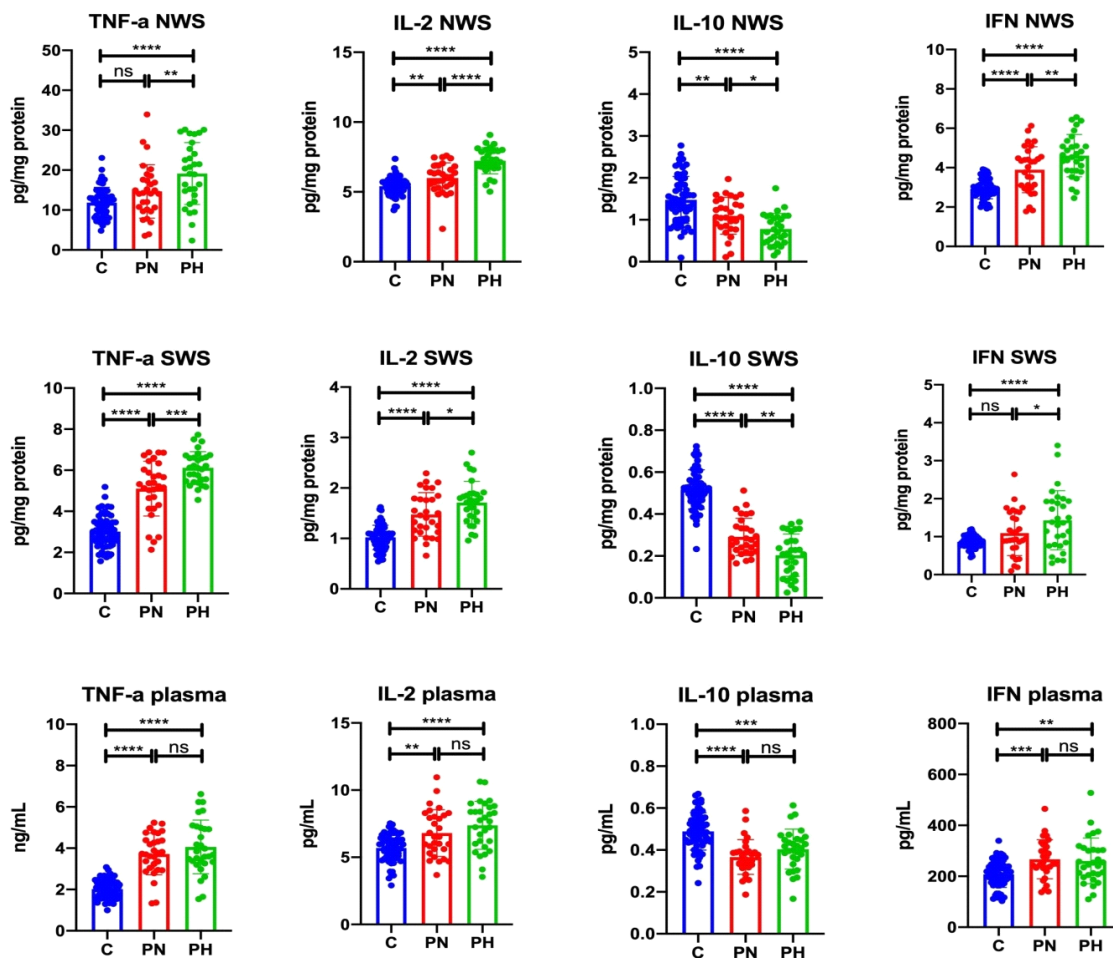 TNF-a NWS
pg/mg protein
50
40
30
20
10
0
****
ns
**
C PN PH
IL-2 NWS
pg/mg protein
15
10
5
0
****
**
****
C PN PH
IL-10 NWS
pg/mg protein
5
4
3
2
1
0
****
**
*
C PN PH
IFN NWS
pg/mg protein
10
8
6
4
2
0
****
****
**
C PN PH
TNF-a SWS
pg/mg protein
10
8
6
4
2
0
****
****
***
C PN PH
IL-2 SWS
pg/mg protein
4
3
2
1
0
****
****
*
C PN PH
IL-10 SWS
pg/mg protein
1.0
0.8
0.6
0.4
0.2
0.0
****
****
**
C PN PH
IFN SWS
pg/mg protein
5
4
3
2
1
0
****
ns
*
C PN PH
TNF-a plasma
ng/mL
10
8
6
4
2
0
****
****
ns
C PN PH
IL-2 plasma
pg/mL
15
10
5
0
****
**
ns
C PN PH
IL-10 plasma
pg/mL
1.0
0.8
0.6
0.4
0.2
0.0
***
****
ns
C PN PH
IFN plasma
pg/mL
800
600
400
200
0
**
***
ns
C PN PH